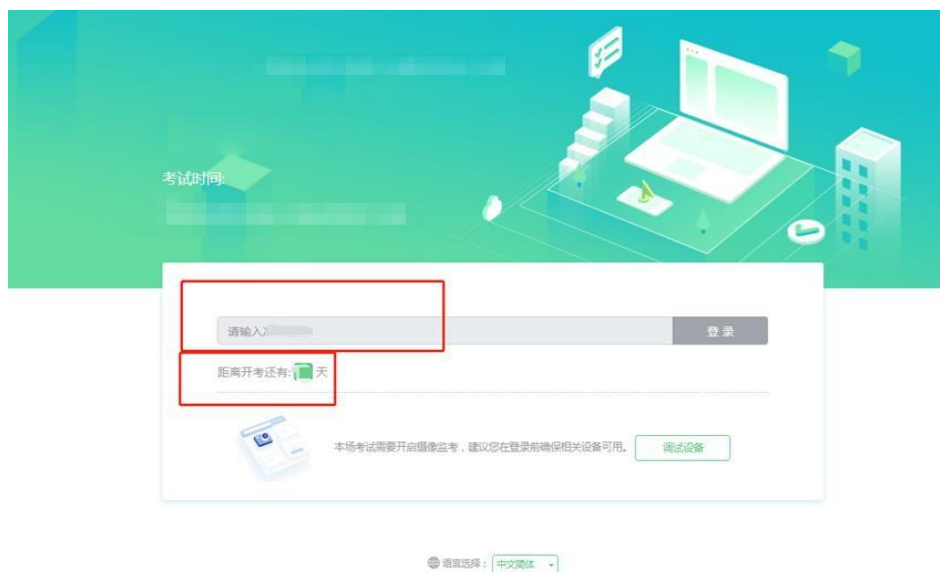 考试时间:
请输入
登 录
距离开考还有: 天
本场考试需要开启摄像监考，建议您在登录前确保相关设备可用。
调试设备
语言选择：
中文简体